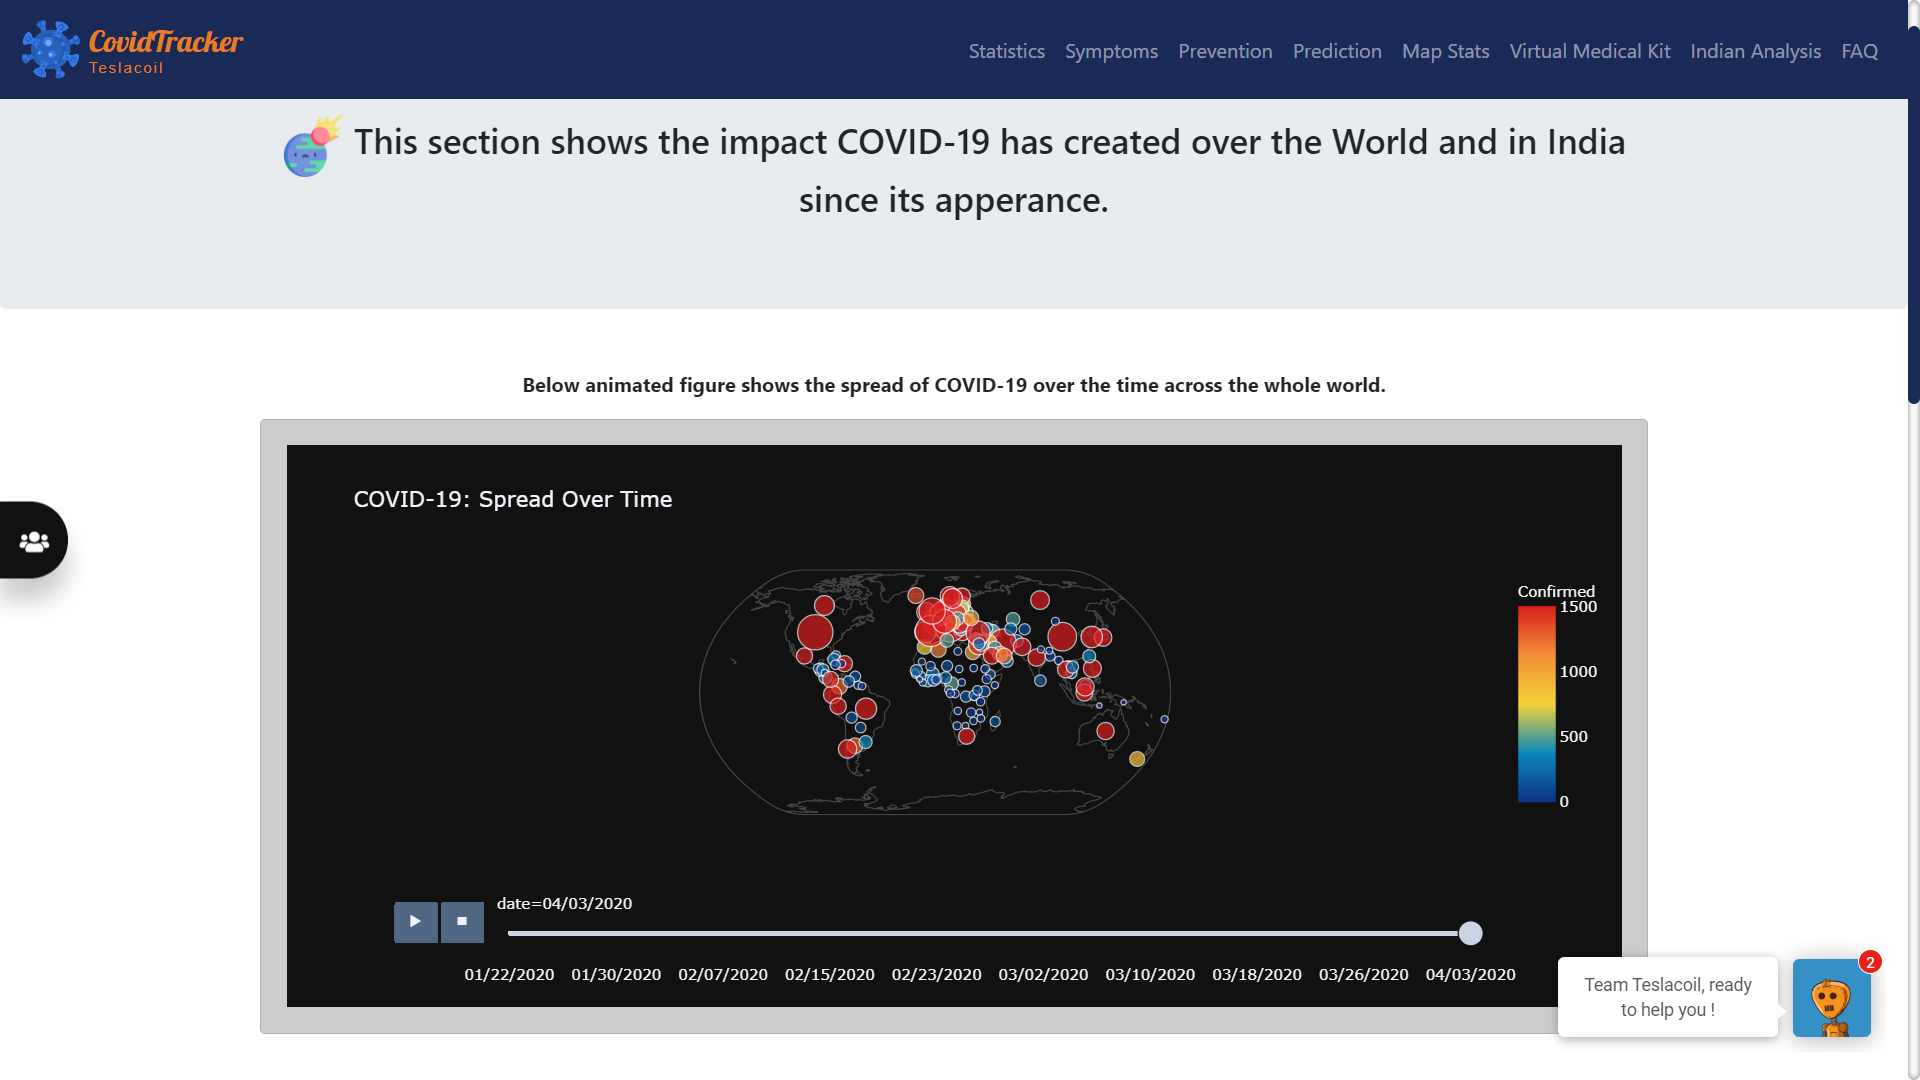 CovidTracker
Teslacoil
Statistics Symptoms Prevention Prediction Map Stats Virtual Medical Kit Indian Analysis FAQ
This section shows the impact COVID-19 has created over the World and in India
since its apperance.
Below animated figure shows the spread of COVID-19 over the time across the whole world.
COVID-19: Spread Over Time
Confirmed
1500
1000
500
0
date=04/03/2020
01/22/2020 01/30/2020 02/07/2020 02/15/2020 02/23/2020 03/02/2020 03/10/2020 03/18/2020 03/26/2020 04/03/2020
2
Team Teslacoil, ready
to help you !